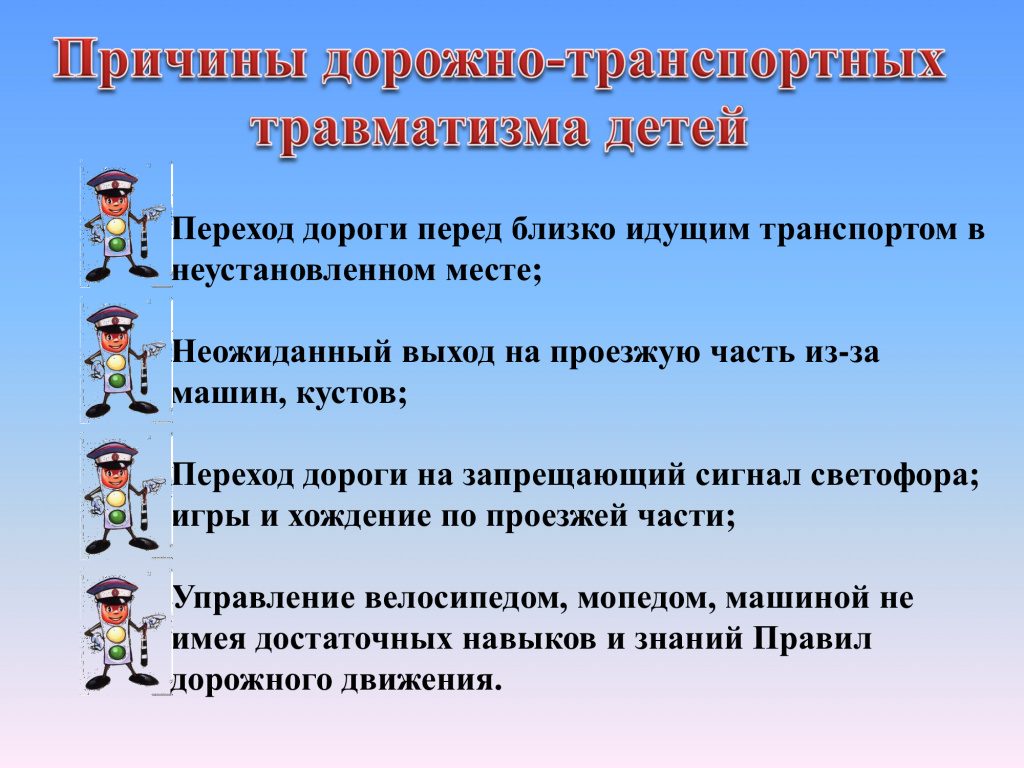 Причины дорожно-транспортных
травматизма детей
Переход дороги перед близко идущим транспортом в
неустановленном месте;
Неожиданный выход на проезжую часть из-за
машин, кустов;
Переход дороги на запрещающий сигнал светофора;
игры и хождение по проезжей части;
Управление велосипедом, мопедом, машиной не
имея достаточных навыков и знаний Правил
дорожного движения.